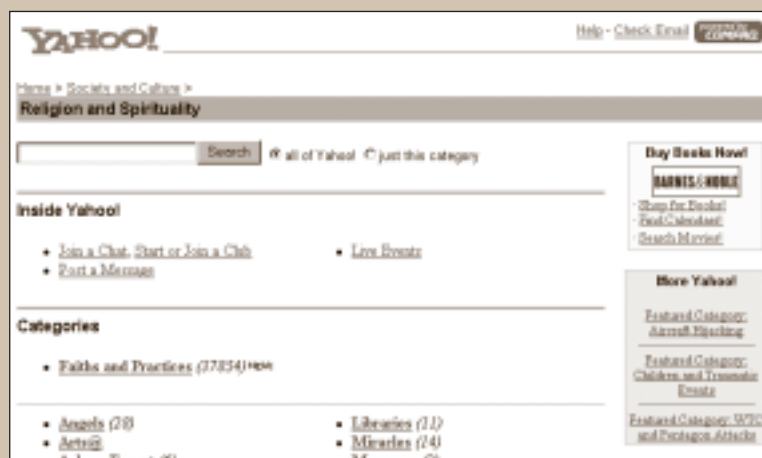 YAHOO!
Help - Check Email
COMPAQ
Home > Society and Culture >
Religion and Spirituality
Search all of Yahoo! just this category
Inside Yahoo!
• Join a Chat, Start or Join a Club
• Post a Message
• Live Events
Categories
• Faiths and Practices (37854)
• Angels (28)
• Arts@
• Libraries (11)
• Miracles (14)
Buy Books Now!
BARNES & NOBLE
· Shop for Books!
· Find Calendars!
· Search Movies!
More Yahoo!
Featured Category:
Aircraft Hijacking
Featured Category:
Children and Traumatic
Events
Featured Category: WTC
and Pentagon Attacks